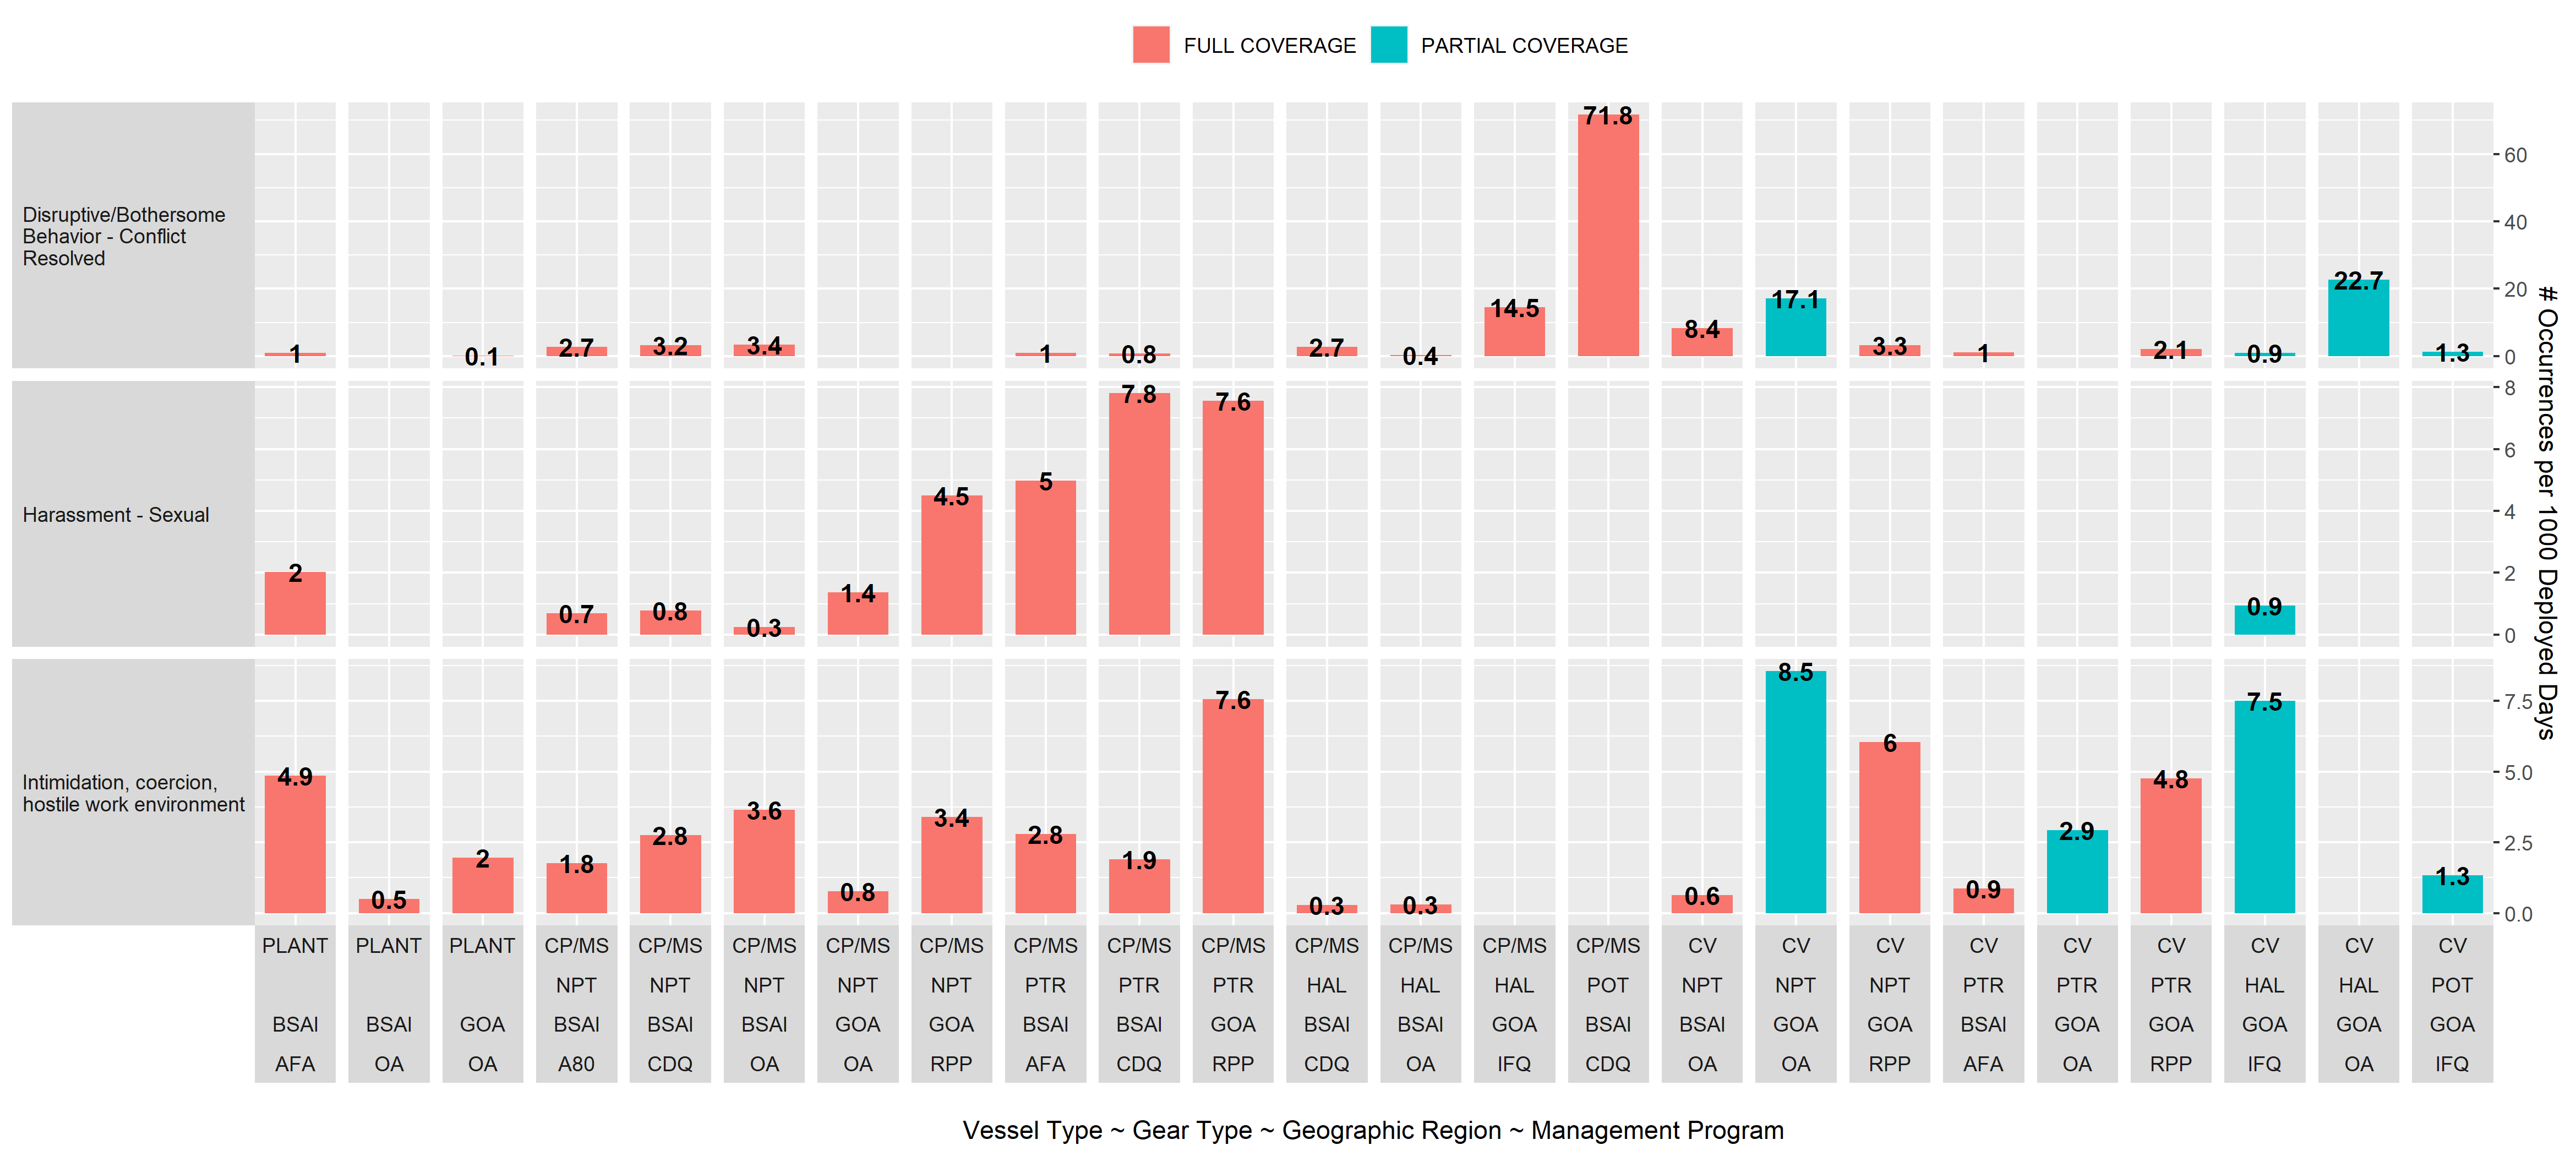 FULL COVERAGE PARTIAL COVERAGE
Disruptive/Bothersome
Behavior - Conflict
Resolved
1 0.1 2.7 3.2 3.4 1 0.8 2.7 0.4 14.5 71.8 8.4 17.1 3.3 1 2.1 0.9 22.7 1.3
60
40
20
0
Harassment - Sexual
2 0.7 0.8 0.3 1.4 4.5 5 7.8 7.6 0.9
8
6
4
2
0
Intimidation, coercion,
hostile work environment
4.9 0.5 2 1.8 2.8 3.6 0.8 3.4 2.8 1.9 7.6 0.3 0.3 0.6 8.5 6 0.9 2.9 4.8 7.5 1.3
7.5
5.0
2.5
0.0
# Occurrences per 1000 Deployed Days
PLANT PLANT PLANT CP/MS CP/MS CP/MS CP/MS CP/MS CP/MS CP/MS CP/MS CP/MS CP/MS CP/MS CP/MS CV CV CV CV CV CV CV CV CV
NPT NPT NPT NPT NPT PTR PTR PTR HAL HAL HAL POT NPT NPT NPT PTR PTR PTR HAL HAL POT
BSAI BSAI GOA BSAI BSAI BSAI GOA GOA BSAI BSAI GOA BSAI BSAI GOA BSAI BSAI GOA GOA BSAI GOA GOA GOA GOA GOA
AFA OA OA A80 CDQ OA OA RPP AFA CDQ RPP CDQ OA IFQ CDQ OA OA RPP AFA OA RPP IFQ OA IFQ
Vessel Type ~ Gear Type ~ Geographic Region ~ Management Program